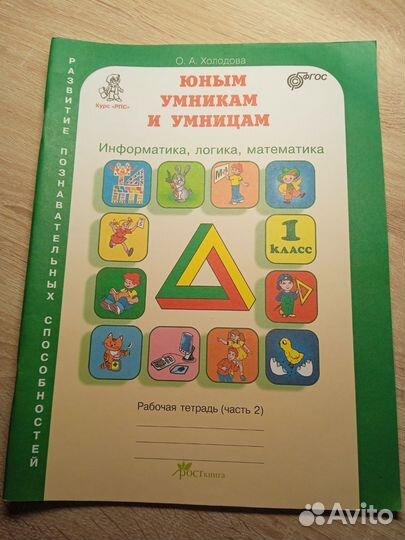 О. А. Холодова
Курс «РПС»
ФГОС
ЮНЫМ
УМНИКАМ
И УМНИЦАМ
Информатика, логика, математика
РАЗВИТИЕ ПОЗНАВАТЕЛЬНЫХ СПОСОБНОСТЕЙ
1
КЛАСС
Рабочая тетрадь (часть 2)
РОСТкнига
Avito